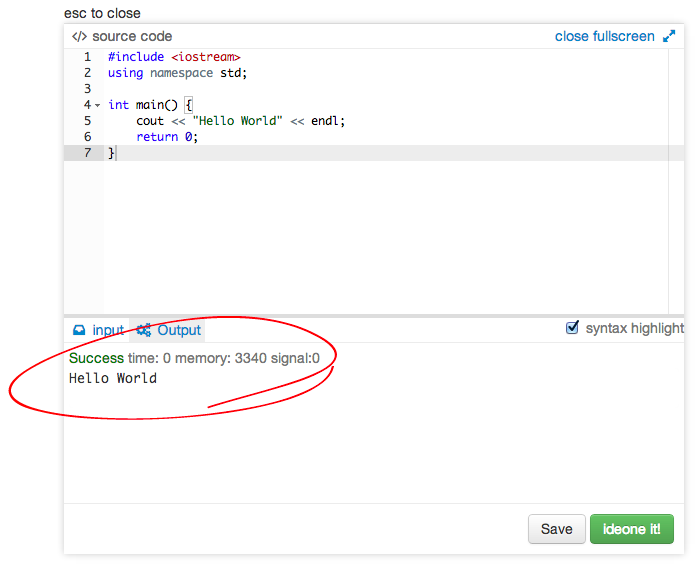 esc to close
</> source code close fullscreen
1 #include <iostream>
2 using namespace std;
3
4 int main() {
5 cout << "Hello World" << endl;
6 return 0;
7 }
input Output syntax highlight
Success time: 0 memory: 3340 signal:0
Hello World
Save ideone it!